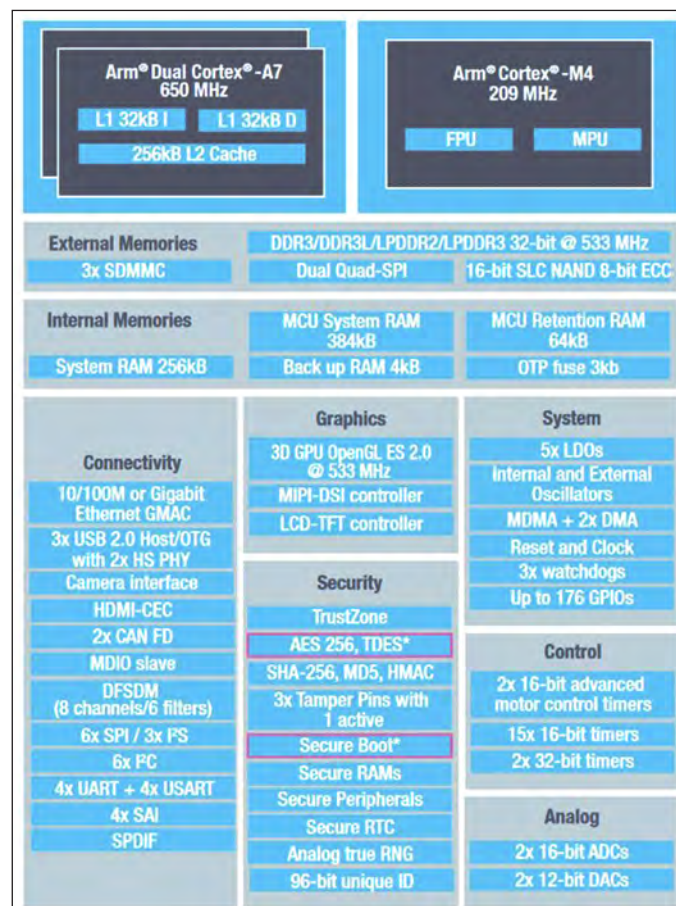 Arm® Dual Cortex®-A7
650 MHz
L1 32kB I
L1 32kB D
256kB L2 Cache
Arm® Cortex®-M4
209 MHz
FPU
MPU
External Memories
DDR3/DDR3L/LPDDR2/LPDDR3 32-bit @ 533 MHz
3x SDMMC
Dual Quad-SPI
16-bit SLC NAND 8-bit ECC
Internal Memories
MCU System RAM
384kB
MCU Retention RAM
64kB
System RAM 256kB
Back up RAM 4kB
OTP fuse 3kb
Connectivity
10/100M or Gigabit
Ethernet GMAC
3x USB 2.0 Host/OTG
with 2x HS PHY
Camera interface
HDMI-CEC
2x CAN FD
MDIO slave
DFSDM
(8 channels/6 filters)
6x SPI / 3x I²S
6x I²C
4x UART + 4x USART
4x SAI
SPDIF
Graphics
3D GPU OpenGL ES 2.0
@ 533 MHz
MIPI-DSI controller
LCD-TFT controller
Security
TrustZone
AES 256, TDES*
SHA-256, MD5, HMAC
3x Tamper Pins with
1 active
Secure Boot*
Secure RAMs
Secure Peripherals
Secure RTC
Analog true RNG
96-bit unique ID
System
5x LDOs
Internal and External
Oscillators
MDMA + 2x DMA
Reset and Clock
3x watchdogs
Up to 176 GPIOs
Control
2x 16-bit advanced
motor control timers
15x 16-bit timers
2x 32-bit timers
Analog
2x 16-bit ADCs
2x 12-bit DACs